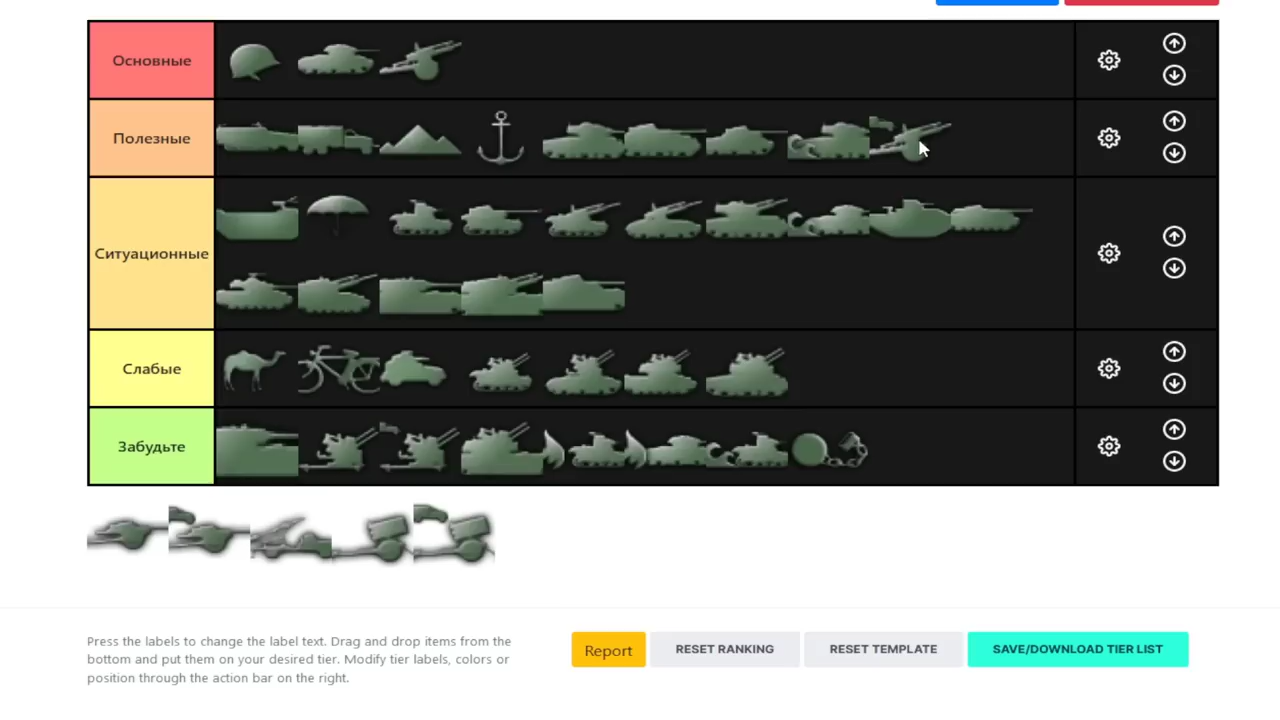 Основные
Полезные
Ситуационные
Слабые
Забудьте
Press the labels to change the label text. Drag and drop items from the
bottom and put them on your desired tier. Modify tier labels, colors or
position through the action bar on the right.
Report
RESET RANKING
RESET TEMPLATE
SAVE/DOWNLOAD TIER LIST